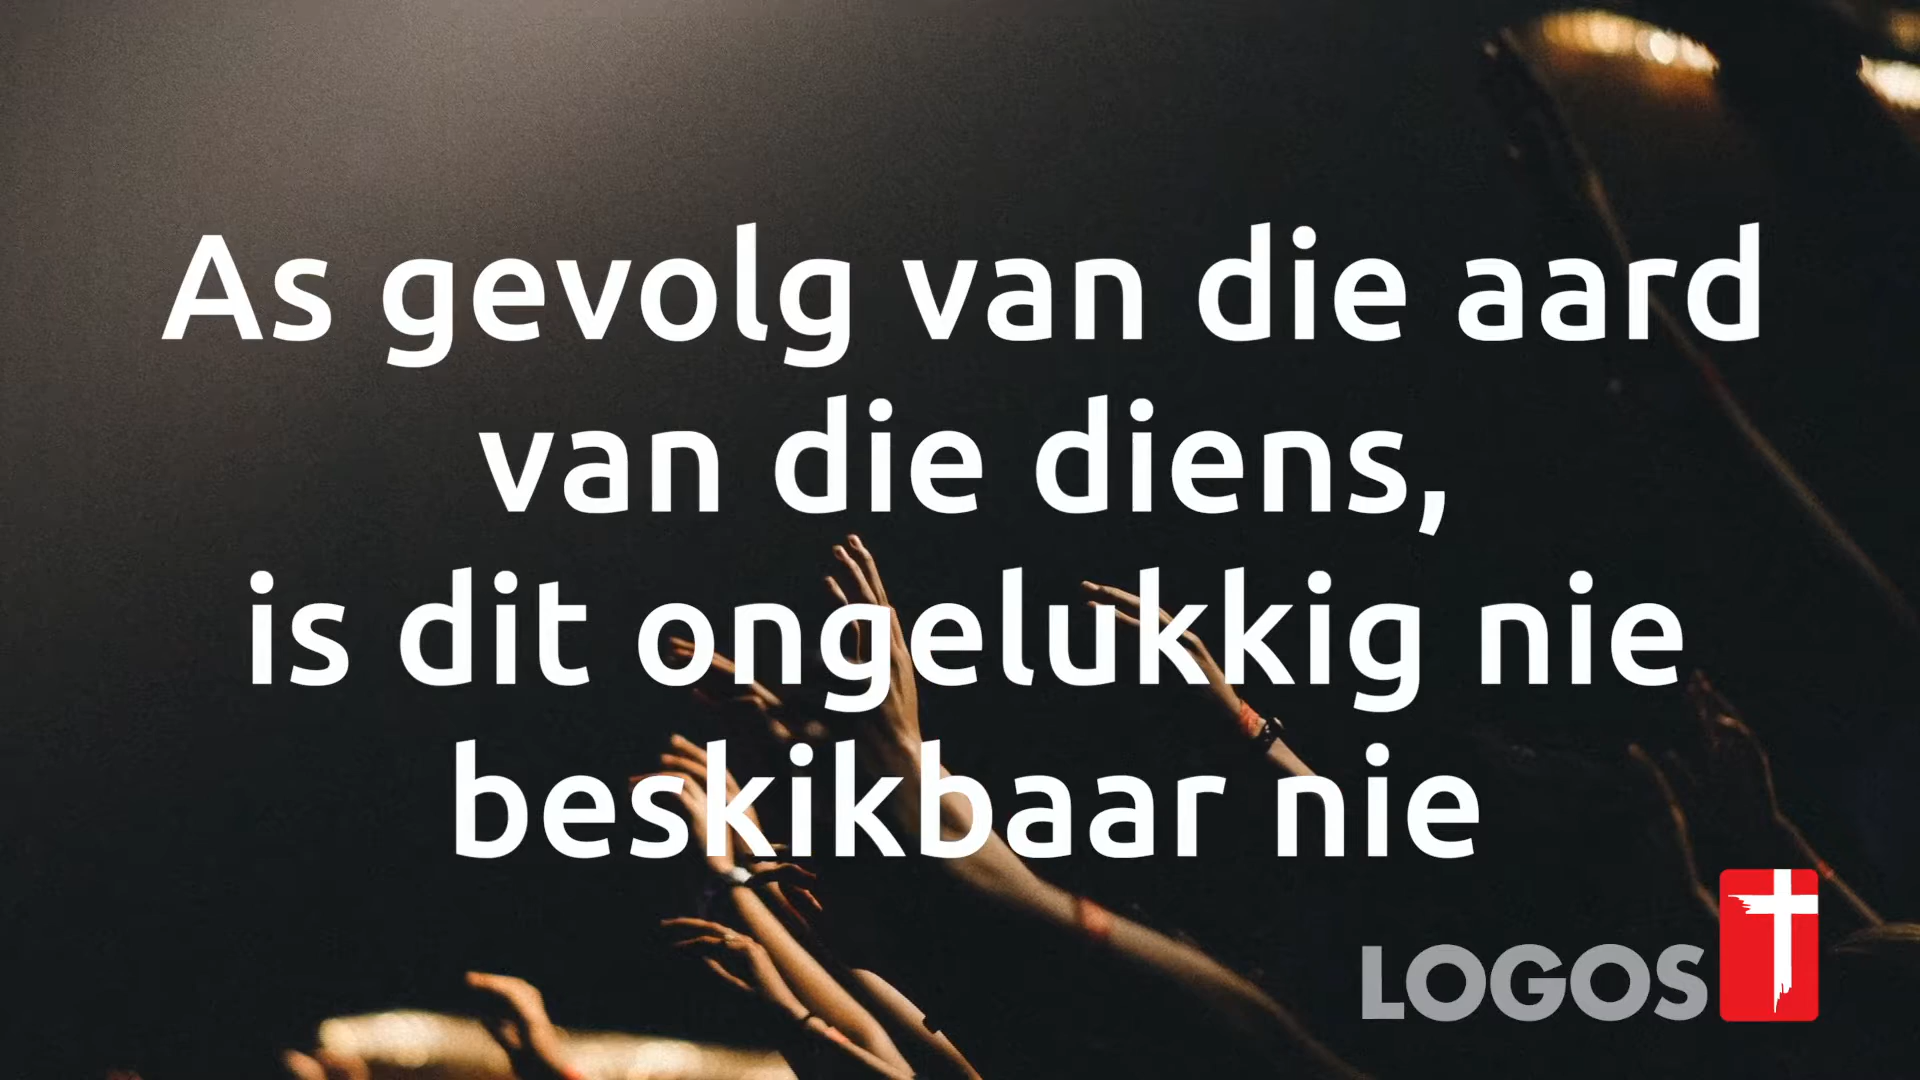 As gevolg van die aard
van die diens,
is dit ongelukkig nie
beskikbaar nie
LOGOS